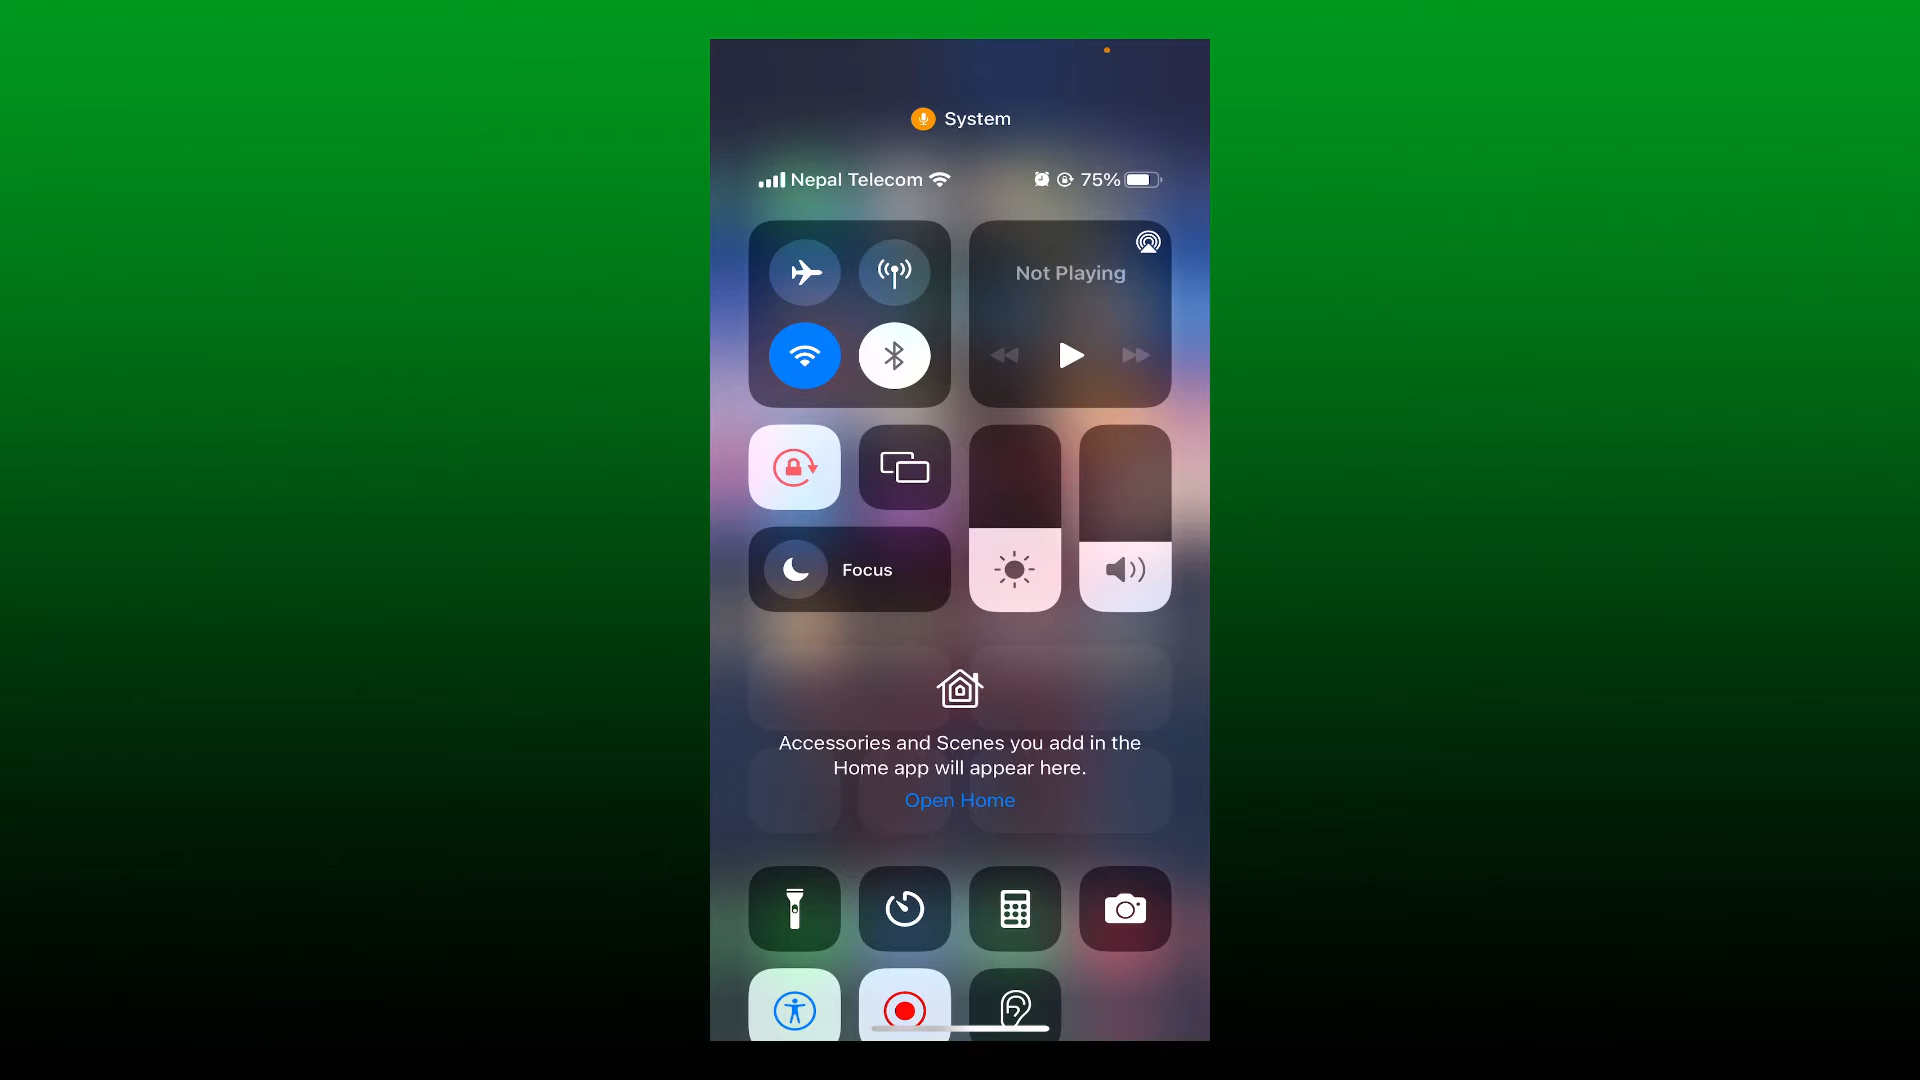 System
Nepal Telecom 75%
Not Playing
Focus
Accessories and Scenes you add in the
Home app will appear here.
Open Home